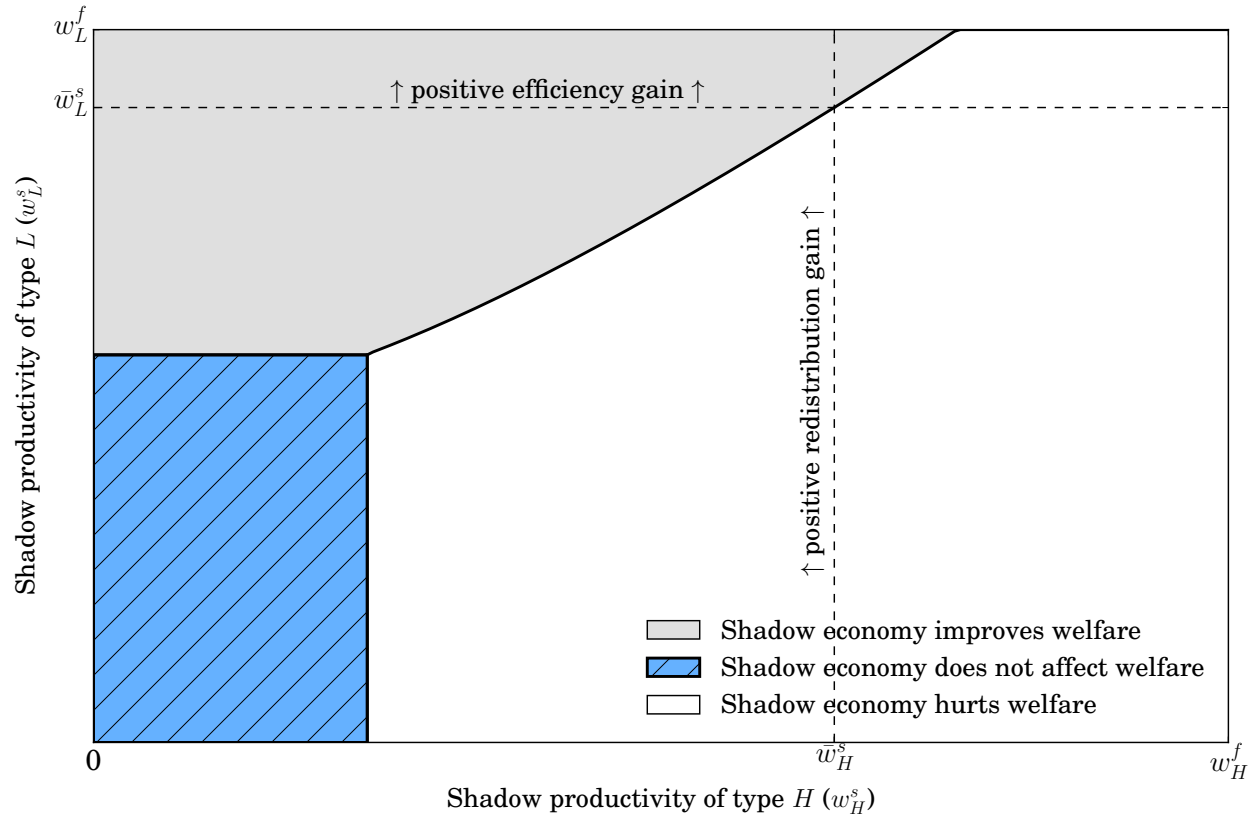 w_L^f
↑ positive efficiency gain ↑
w̄_L^s
Shadow productivity of type L (w_L^s)
↑ positive redistribution gain ↑
Shadow economy improves welfare
Shadow economy does not affect welfare
Shadow economy hurts welfare
0
w̄_H^s
w_H^f
Shadow productivity of type H (w_H^s)